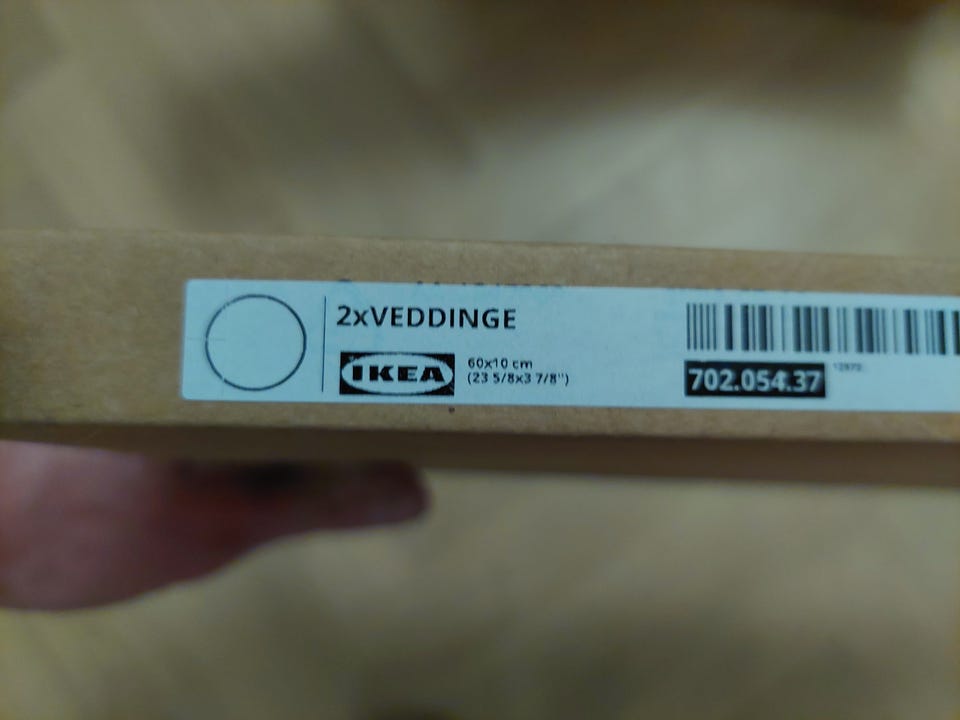 2xVEDDINGE
IKEA
60x10 cm
(23 5/8x3 7/8")
702.054.37